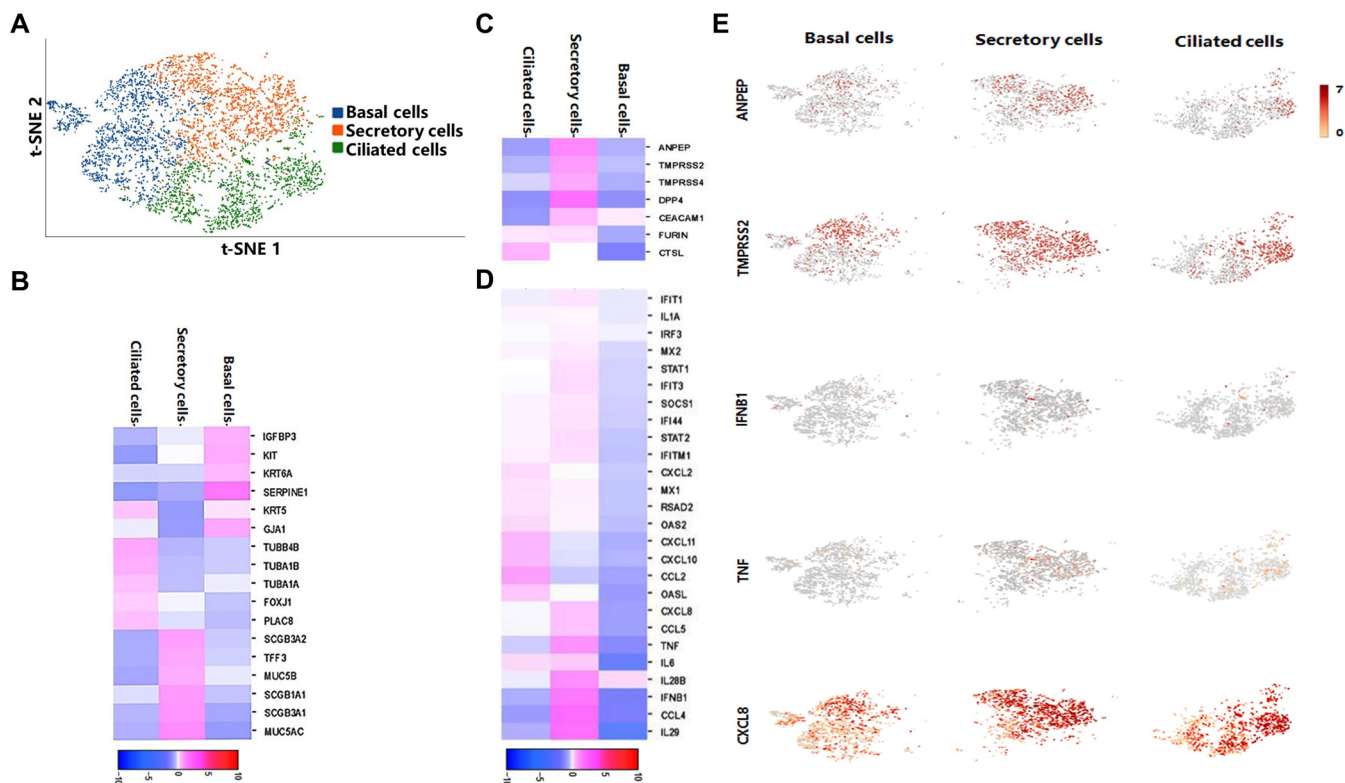 A
t-SNE 2
t-SNE 1
Basal cells
Secretory cells
Ciliated cells
B
Ciliated cells
Secretory cells
Basal cells
IGFBP3
KIT
KRT6A
SERPINE1
KRT5
GJA1
TUBB4B
TUBA1B
TUBA1A
FOXJ1
PLAC8
SCGB3A2
TFF3
MUC5B
SCGB1A1
SCGB3A1
MUC5AC
-10
-5
0
5
10
C
Ciliated cells
Secretory cells
Basal cells
ANPEP
TMPRSS2
TMPRSS4
DPP4
CEACAM1
FURIN
CTSL
D
IFIT1
IL1A
IRF3
MX2
STAT1
IFIT3
SOCS1
IFI44
STAT2
IFITM1
CXCL2
MX1
RSAD2
OAS2
CXCL11
CXCL10
CCL2
OASL
CXCL8
CCL5
TNF
IL6
IL28B
IFNB1
CCL4
IL29
-10
-5
0
5
10
E
Basal cells Secretory cells Ciliated cells
ANPEP
7
0
TMPRSS2
IFNB1
TNF
CXCL8